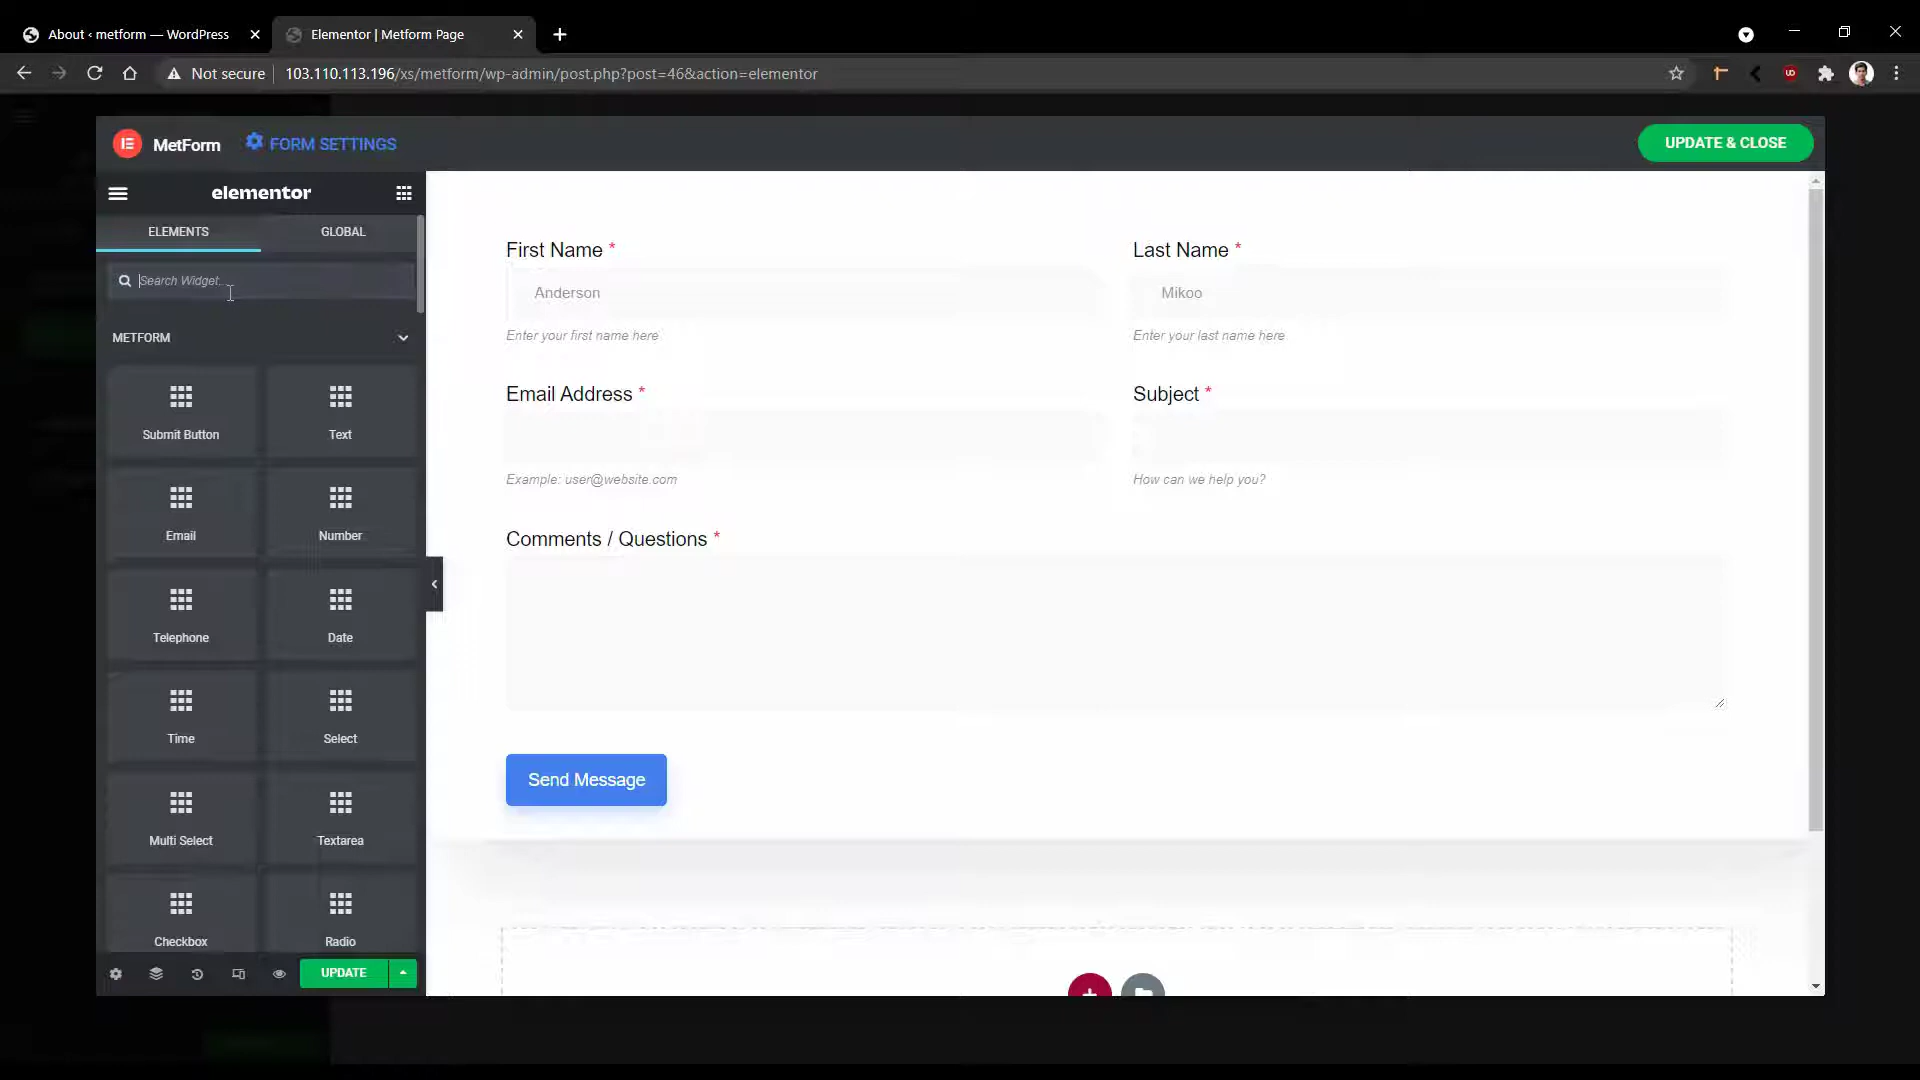 About ‹ metform — WordPress
Elementor | Metform Page
Not secure
103.110.113.196/xs/metform/wp-admin/post.php?post=46&action=elementor
MetForm
FORM SETTINGS
UPDATE & CLOSE
elementor
ELEMENTS
GLOBAL
Search Widget...
METFORM
Submit Button
Text
Email
Number
Telephone
Date
Time
Select
Multi Select
Textarea
Checkbox
Radio
UPDATE
First Name *
Last Name *
Anderson
Mikoo
Enter your first name here
Enter your last name here
Email Address *
Subject *
Example: user@website.com
How can we help you?
Comments / Questions *
Send Message